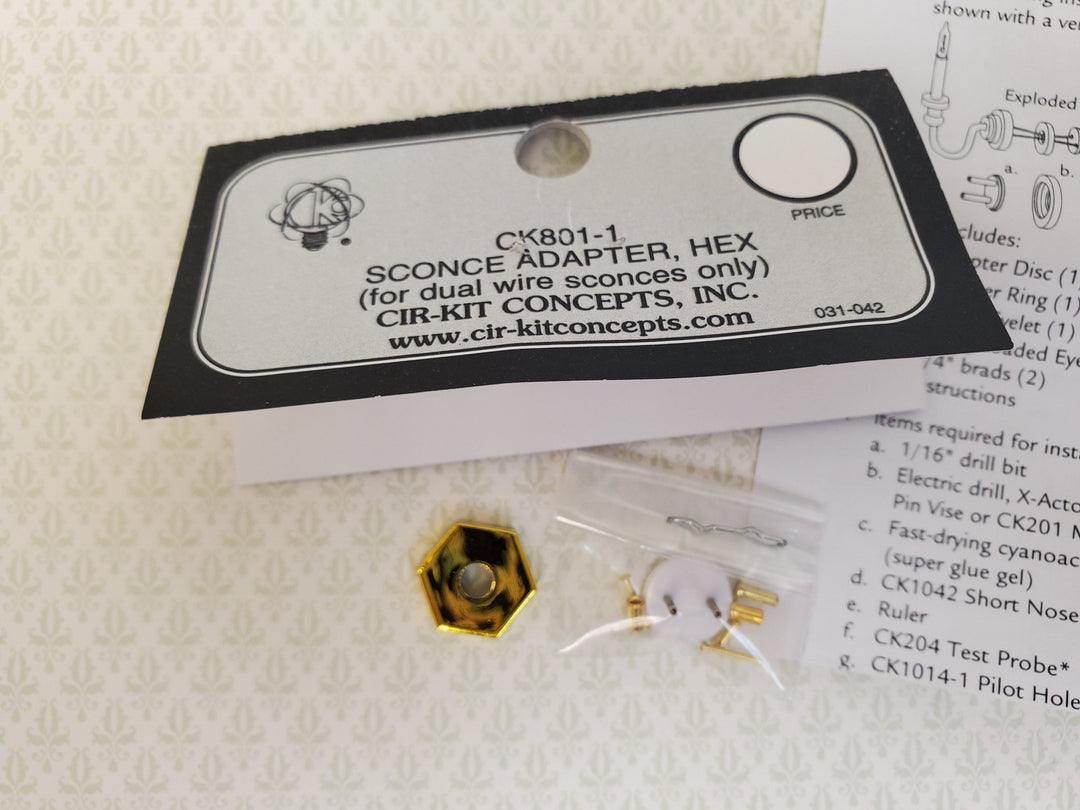 shown with a
Exploded
a.
b.
CK
PRICE
CK801-1
SCONCE ADAPTER, HEX
(for dual wire sconces only)
CIR-KIT CONCEPTS, INC.
www.cir-kitconcepts.com
031-042
cludes:
pter Disc (1
er Ring (1)
yelet (1)
aded Eye
/4" brads (2)
structions
Items required for inst
a. 1/16" drill bit
b. Electric drill, X-Acto
Pin Vise or CK201 M
c. Fast-drying cyanoac
(super glue gel)
d. CK1042 Short Nose
e. Ruler
f. CK204 Test Probe*
g. CK1014-1 Pilot Hole